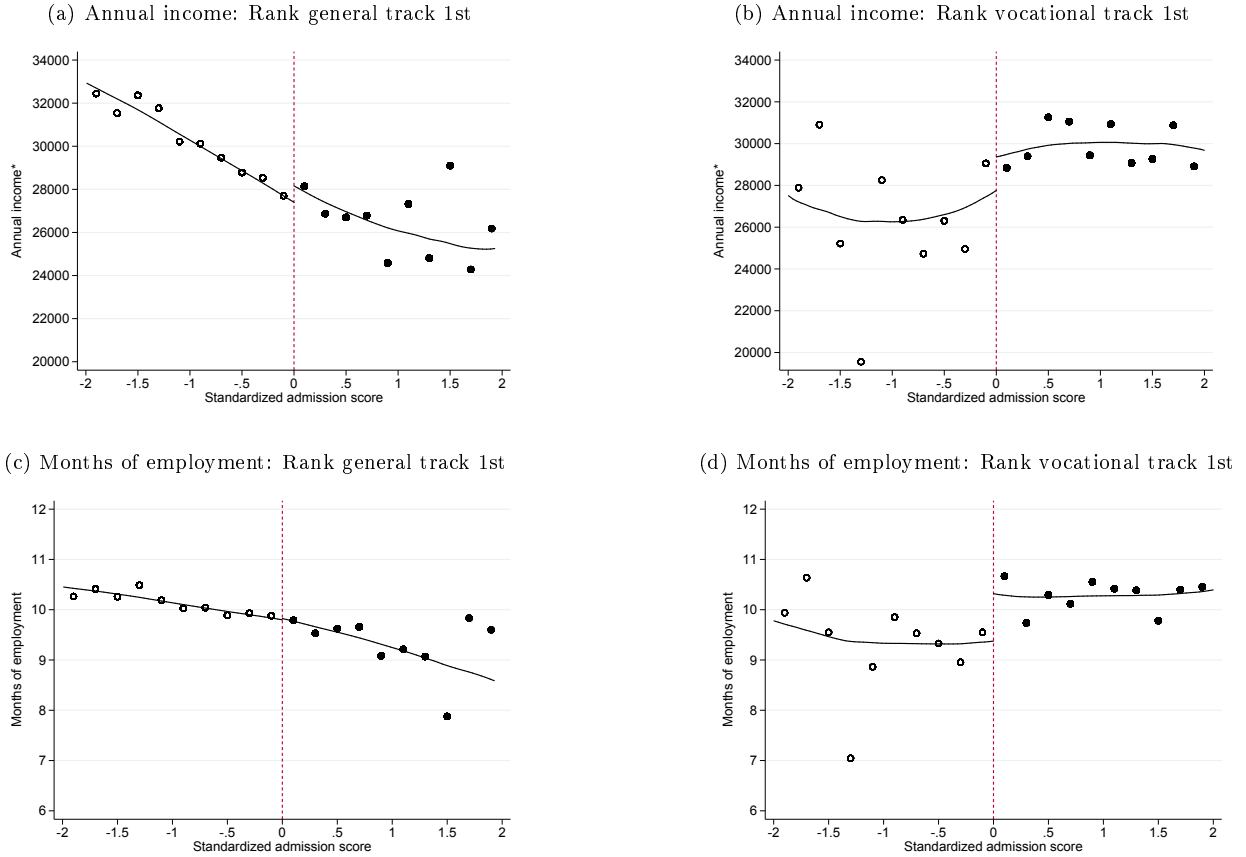 (a) Annual income: Rank general track 1st
34000
32000
30000
28000
26000
24000
22000
20000
Annual income*
-2 -1.5 -1 -.5 0 .5 1 1.5 2
Standardized admission score
(b) Annual income: Rank vocational track 1st
34000
32000
30000
28000
26000
24000
22000
20000
Annual income*
-2 -1.5 -1 -.5 0 .5 1 1.5 2
Standardized admission score
(c) Months of employment: Rank general track 1st
12
11
10
9
8
7
6
Months of employment
-2 -1.5 -1 -.5 0 .5 1 1.5 2
Standardized admission score
(d) Months of employment: Rank vocational track 1st
12
11
10
9
8
7
6
Months of employment
-2 -1.5 -1 -.5 0 .5 1 1.5 2
Standardized admission score